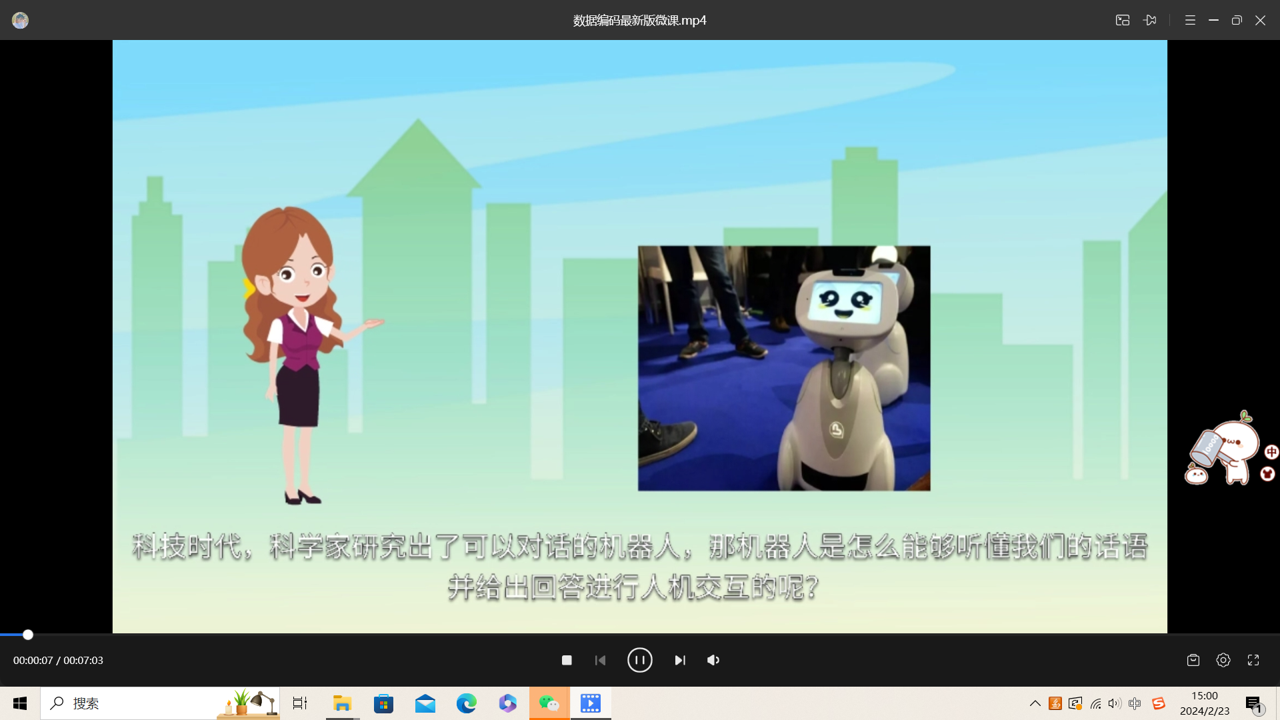 数据编码最新版微课.mp4
中
科技时代，科学家研究出了可以对话的机器人，那机器人是怎么能够听懂我们的话语
并给出回答进行人机交互的呢？
00:00:07 / 00:07:03
搜索
中
15:00
2024/2/23
1